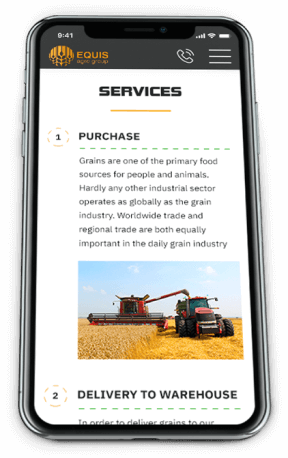 9:41
EQUIS
agro group
SERVICES
1 PURCHASE
Grains are one of the primary food
sources for people and animals.
Hardly any other industrial sector
operates as globally as the grain
industry. Worldwide trade and
regional trade are both equally
important in the daily grain industry
2 DELIVERY TO WAREHOUSE
In order to deliver grains to our